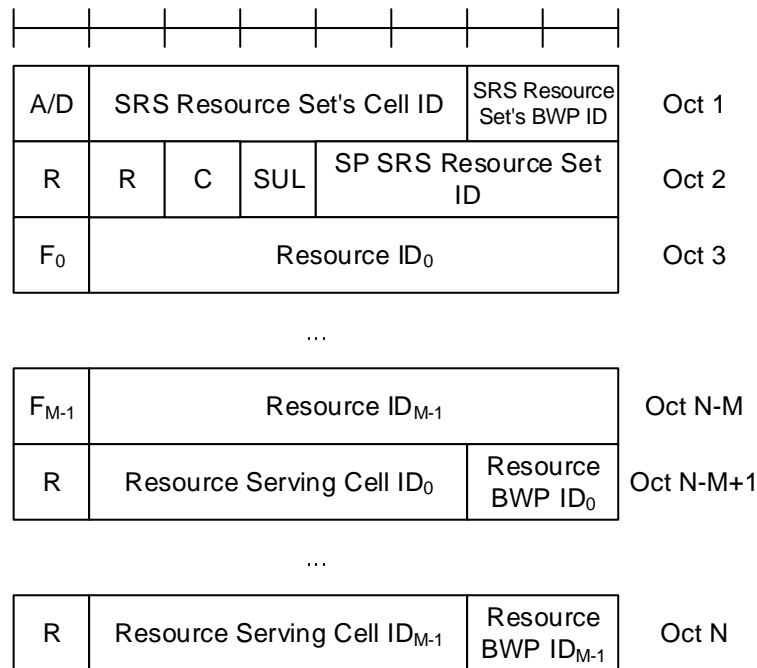 A/D SRS Resource Set's Cell ID SRS Resource Set's BWP ID Oct 1
R R C SUL SP SRS Resource Set ID Oct 2
F0 Resource ID0 Oct 3
...
FM-1 Resource IDM-1 Oct N-M
R Resource Serving Cell ID0 Resource BWP ID0 Oct N-M+1
...
R Resource Serving Cell IDM-1 Resource BWP IDM-1 Oct N